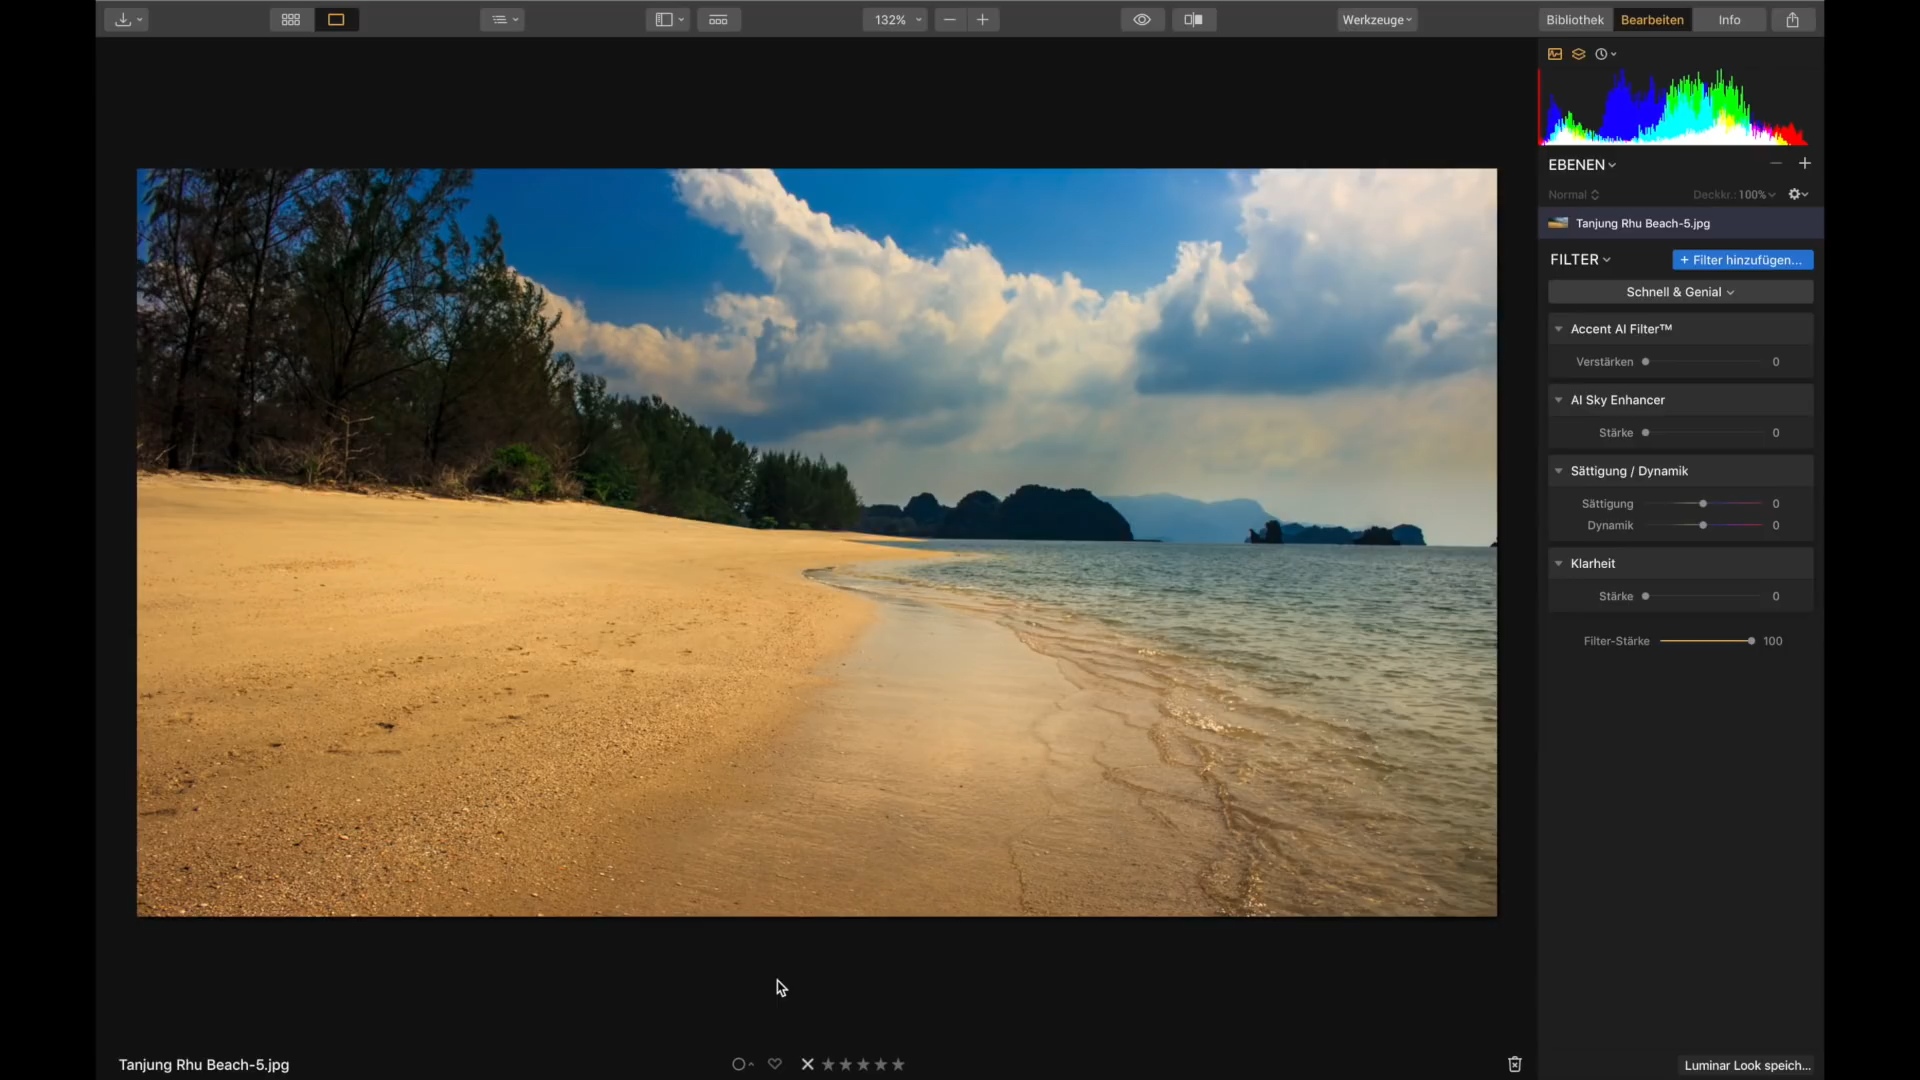 132%
Werkzeuge
Bibliothek
Bearbeiten
Info
EBENEN
Normal
Deckkr.: 100%
Tanjung Rhu Beach-5.jpg
FILTER
+ Filter hinzufügen...
Schnell & Genial
Accent AI Filter™
Verstärken 0
AI Sky Enhancer
Stärke 0
Sättigung / Dynamik
Sättigung 0
Dynamik 0
Klarheit
Stärke 0
Filter-Stärke 100
Tanjung Rhu Beach-5.jpg
Luminar Look speich...